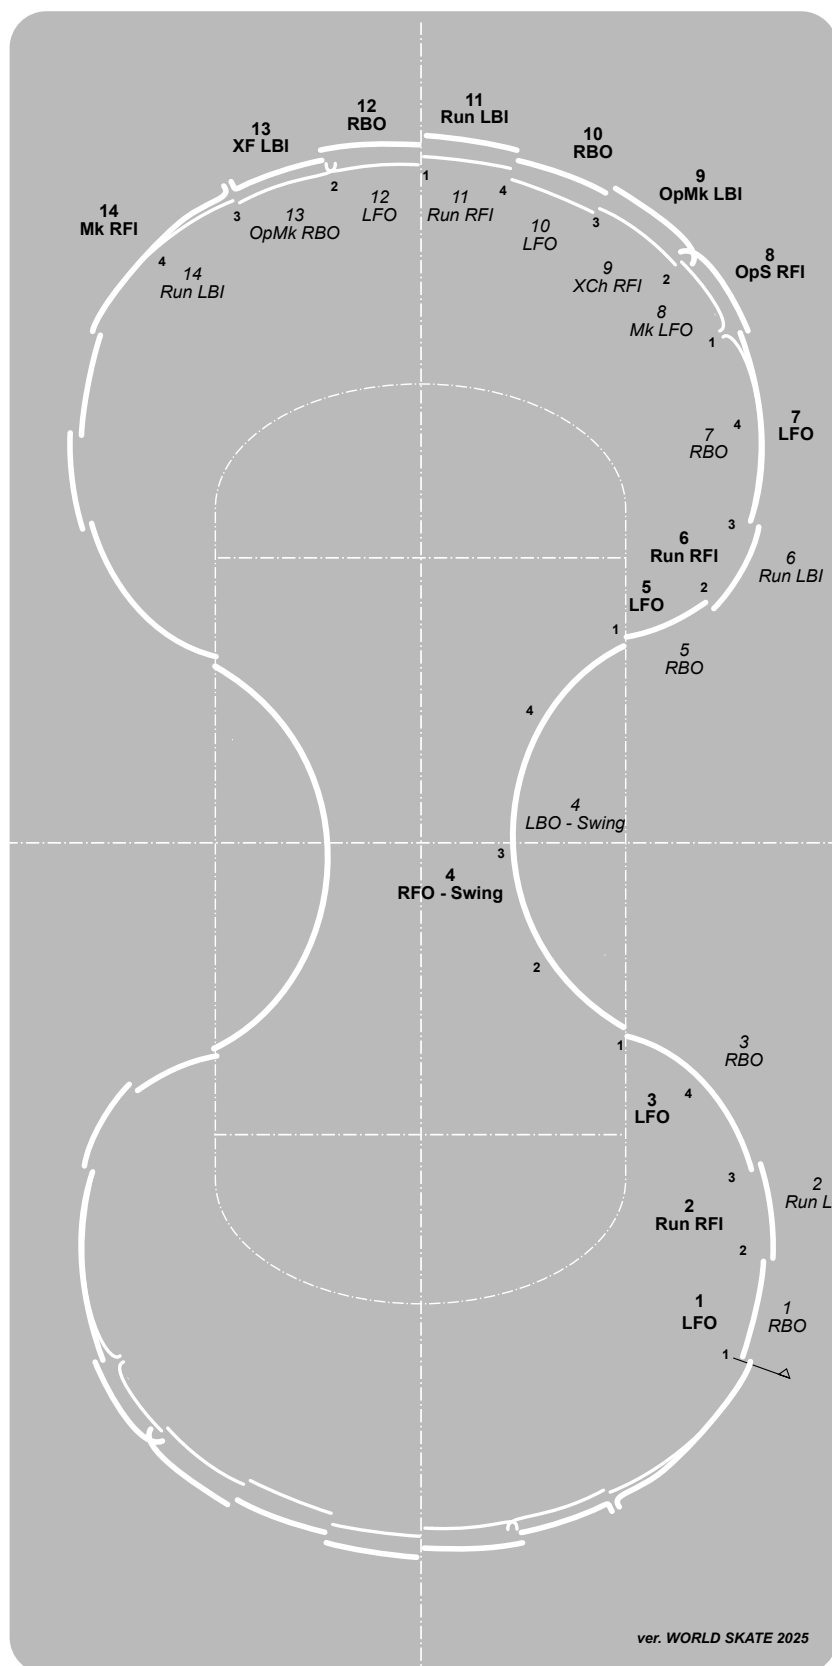 12
RBO
11
Run LBI
13
XF LBI
10
RBO
9
OpMk LBI
14
Mk RFI
8
OpS RFI
1
2
4
3
3
4
2
1
12
LFO
11
Run RFI
13
OpMk RBO
10
LFO
14
Run LBI
9
XCh RFI
8
Mk LFO
7
LFO
4
7
RBO
3
6
Run RFI
6
Run LBI
2
5
LFO
1
5
RBO
4
4
LBO - Swing
3
4
RFO - Swing
2
1
3
RBO
4
3
LFO
3
2
Run L
2
Run RFI
2
1
LFO
1
RBO
1
ver. WORLD SKATE 2025